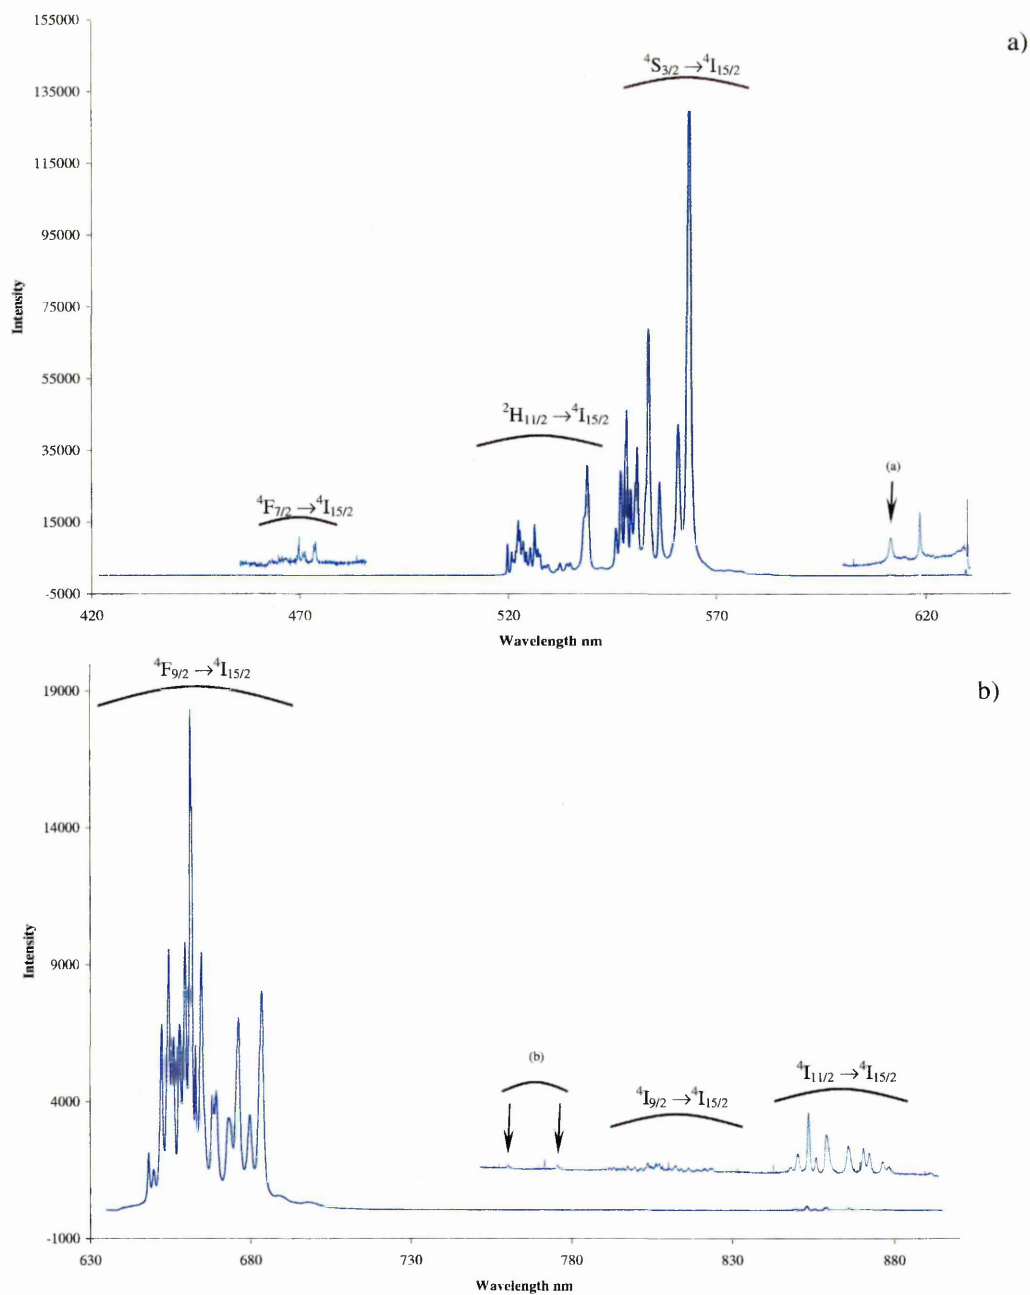 155000
a)
⁴S₃/₂ →⁴I₁₅/₂
135000
115000
95000
Intensity
75000
55000
²H₁₁/₂ →⁴I₁₅/₂
35000
(a)
⁴F₇/₂ →⁴I₁₅/₂
15000
-5000
420 470 520 570 620
Wavelength nm
⁴F₉/₂ →⁴I₁₅/₂
b)
19000
14000
Intensity
9000
(b)
⁴I₁₁/₂ →⁴I₁₅/₂
⁴I₉/₂ →⁴I₁₅/₂
4000
-1000
630 680 730 780 830 880
Wavelength nm